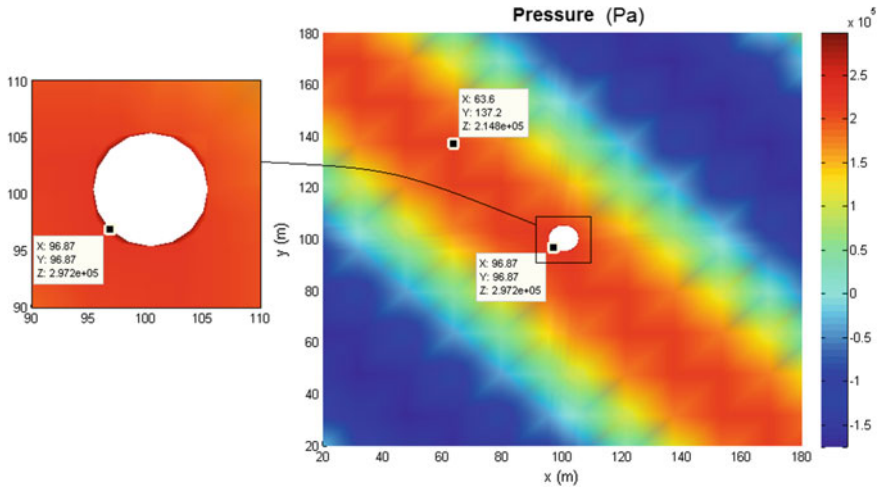 Pressure (Pa)
x 10^5
110
105
100
95
90
90 95 100 105 110
X: 96.87
Y: 96.87
Z: 2.972e+05
180
160
140
120
100
80
60
40
20
y (m)
X: 63.6
Y: 137.2
Z: 2.148e+05
X: 96.87
Y: 96.87
Z: 2.972e+05
20 40 60 80 100 120 140 160 180
x (m)
2.5
2
1.5
1
0.5
0
-0.5
-1
-1.5